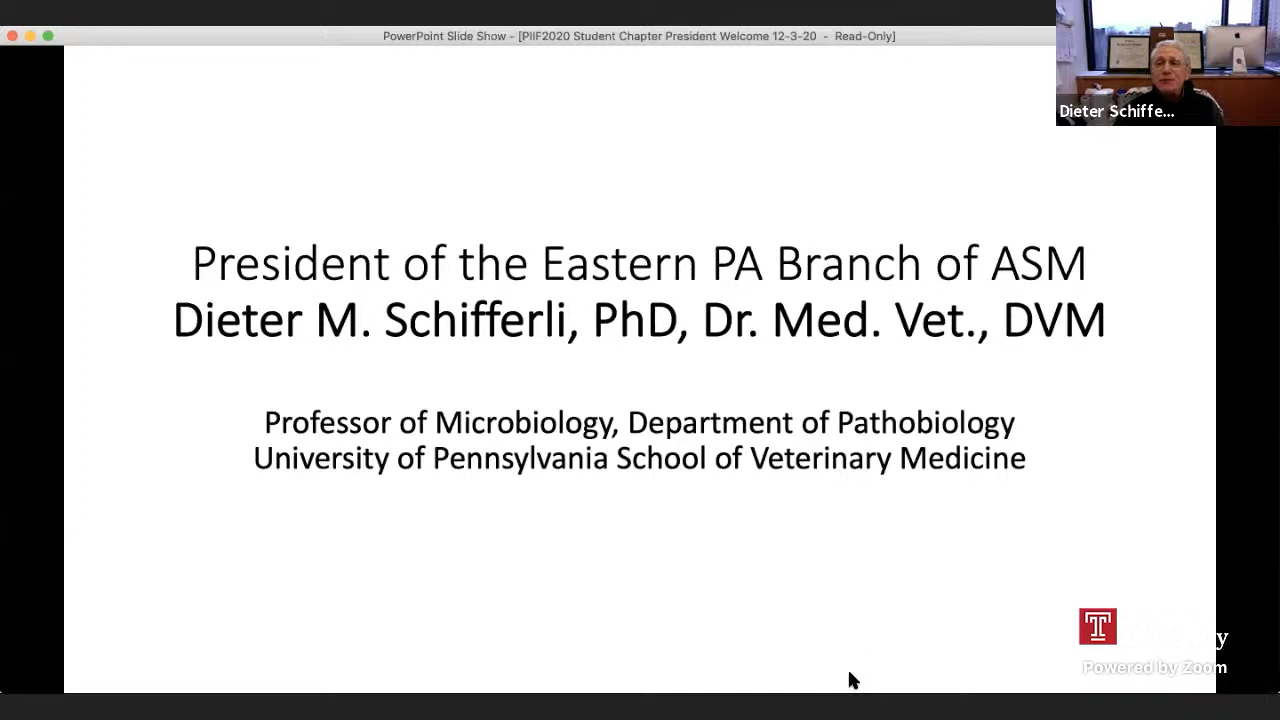 PowerPoint Slide Show - [PIIF2020 Student Chapter President Welcome 12-3-20 - Read-Only]
Dieter Schiffe...
President of the Eastern PA Branch of ASM
Dieter M. Schifferli, PhD, Dr. Med. Vet., DVM
Professor of Microbiology, Department of Pathobiology
University of Pennsylvania School of Veterinary Medicine
T
Powered by Zoom